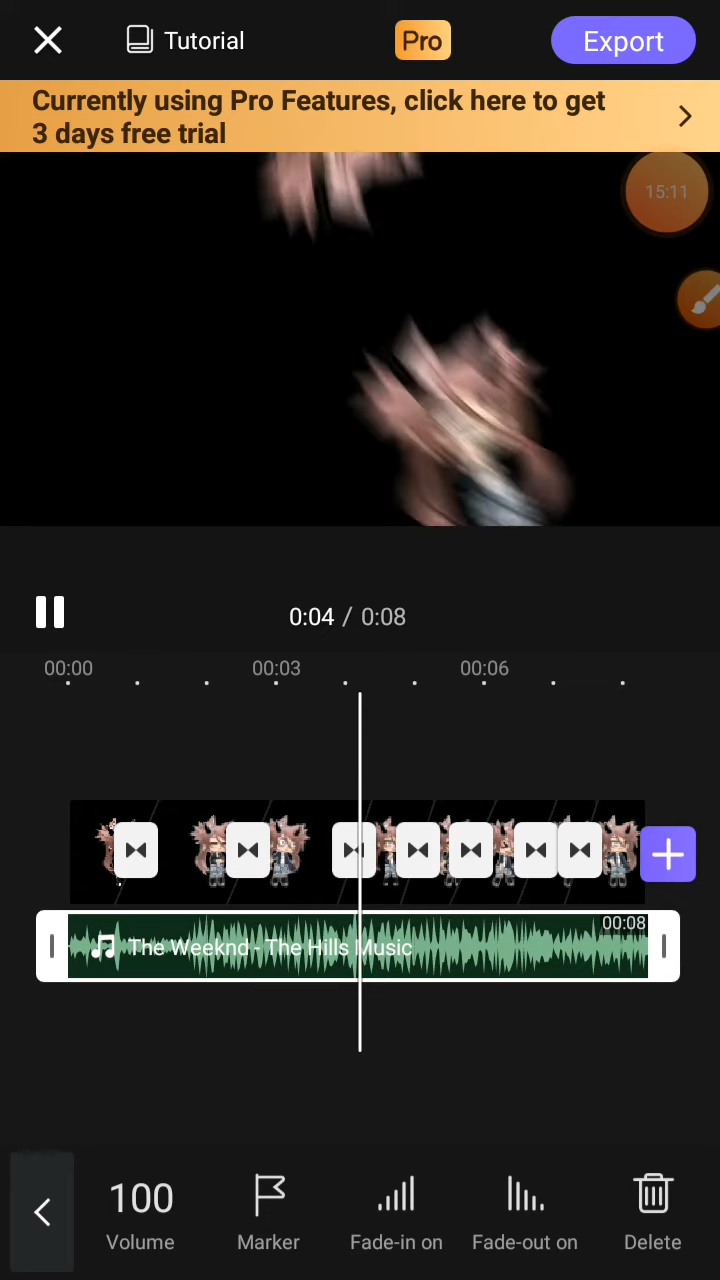 Tutorial
Pro
Export
Currently using Pro Features, click here to get
3 days free trial
15:11
0:04 / 0:08
00:00
00:03
00:06
00:08
The Weeknd - The Hills Music
100
Volume
Marker
Fade-in on
Fade-out on
Delete